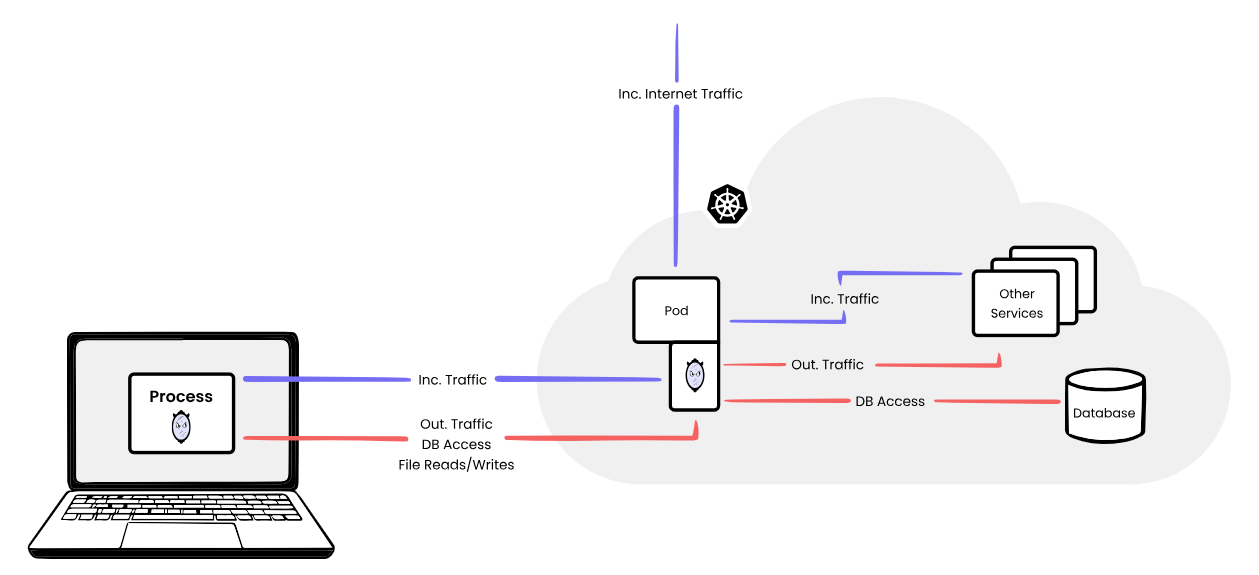 Inc. Internet Traffic
Pod
Inc. Traffic
Other
Services
Out. Traffic
DB Access
Database
Process
Inc. Traffic
Out. Traffic
DB Access
File Reads/Writes